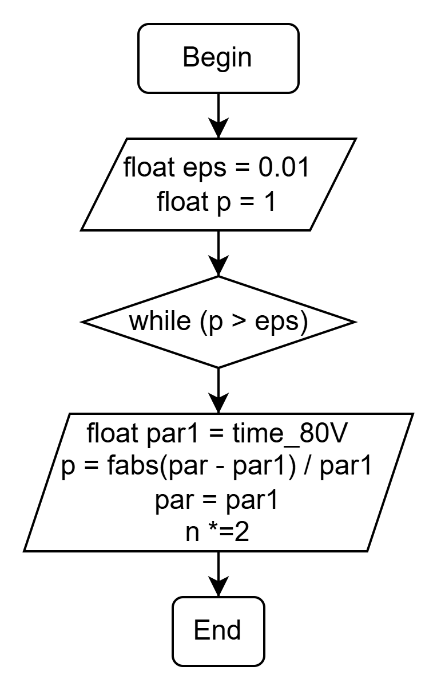 Begin
float eps = 0.01
float p = 1
while (p > eps)
float par1 = time_80V
p = fabs(par - par1) / par1
par = par1
n *=2
End